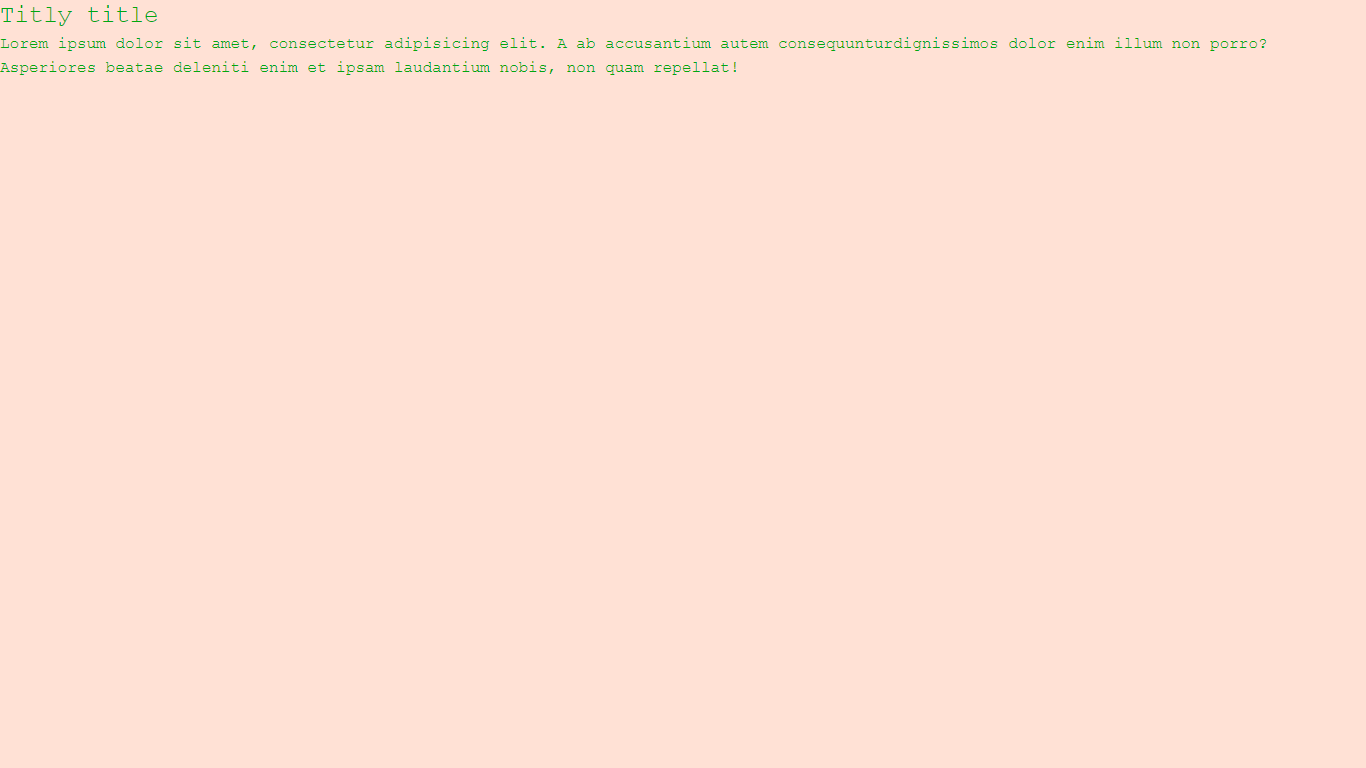 Titly title
Lorem ipsum dolor sit amet, consectetur adipisicing elit. A ab accusantium autem consequunturdignissimos dolor enim illum non porro?
Asperiores beatae deleniti enim et ipsam laudantium nobis, non quam repellat!